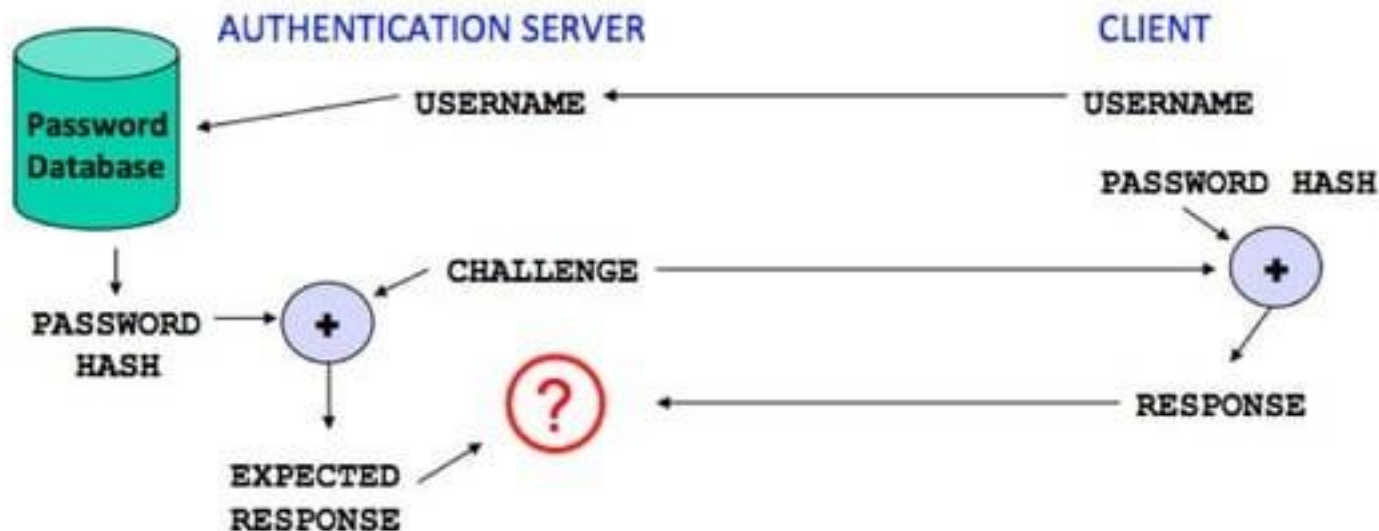 AUTHENTICATION SERVER
CLIENT
USERNAME
USERNAME
Password
Database
PASSWORD HASH
+
CHALLENGE
+
PASSWORD
HASH
?
RESPONSE
EXPECTED
RESPONSE